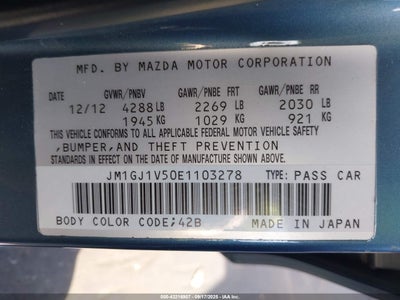 MFD. BY MAZDA MOTOR CORPORATION
GVWR/PNBV GAWR/PNBE FRT GAWR/PNBE RR
12/12 4288 LB 2269 LB 2030 LB
1945 KG 1029 KG 921 KG
THIS VEHICLE CONFORMS TO ALL APPLICABLE FEDERAL MOTOR VEHICLE SAFETY
,BUMPER,AND THEFT PREVENTION
STANDARDS IN EFFECT ON THE DATE OF MANUFACTURE SHOWN ABOVE.
JM1GJ1V50E1103278 TYPE: PASS CAR
BODY COLOR CODE;42B MADE IN JAPAN